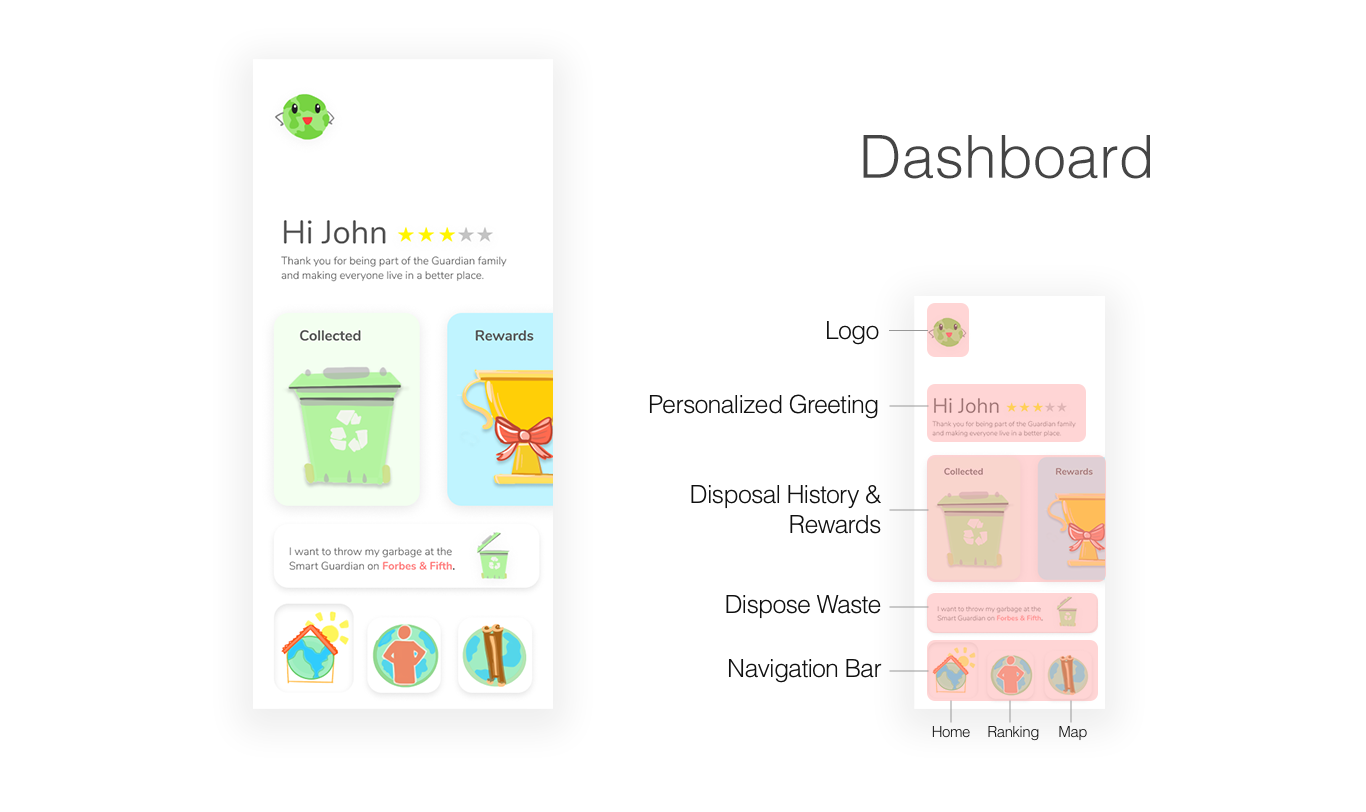 Hi John
Thank you for being part of the Guardian family
and making everyone live in a better place.
Collected
Rewards
I want to throw my garbage at the
Smart Guardian on Forbes & Fifth.
Dashboard
Logo
Personalized Greeting
Disposal History &
Rewards
Dispose Waste
Navigation Bar
Hi John
Thank you for being part of the Guardian family
and making everyone live in a better place.
Collected
Rewards
I want to throw my garbage at the
Smart Guardian on Forbes & Fifth.
Home
Ranking
Map